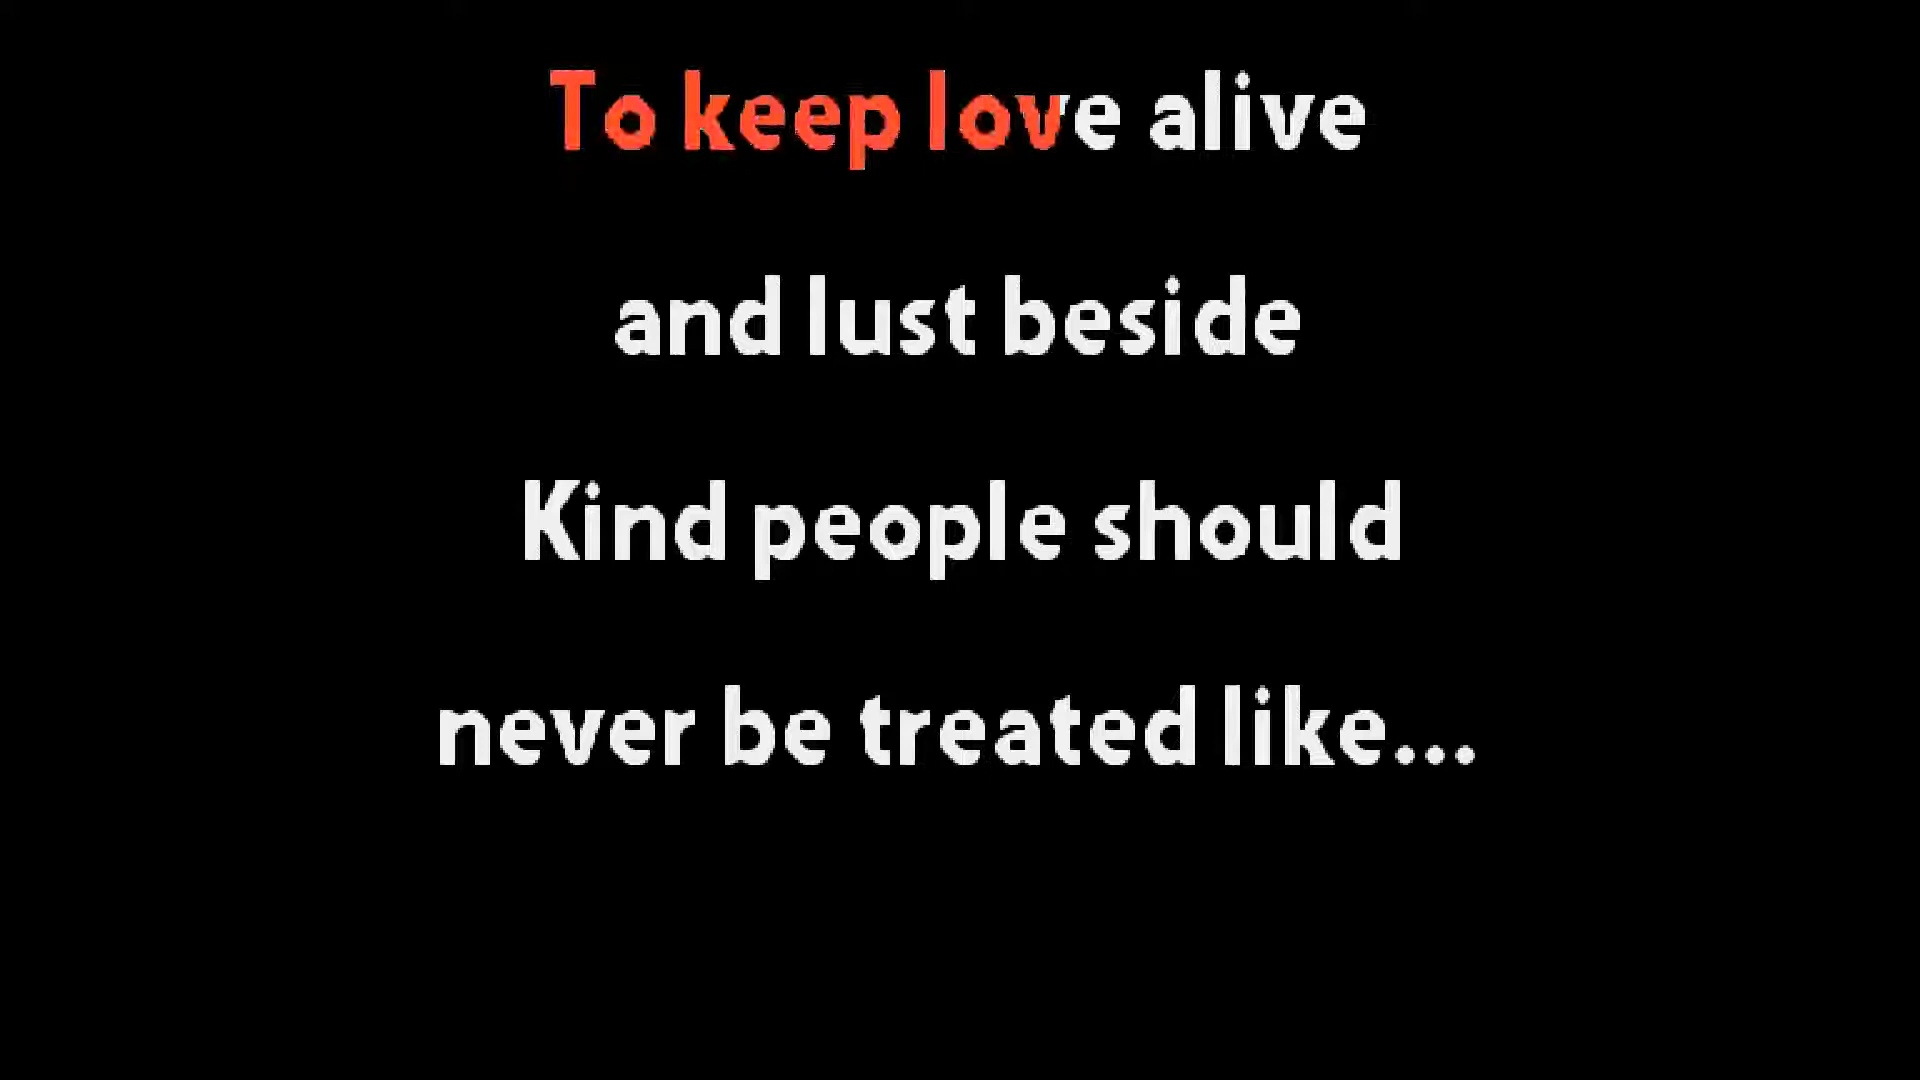 To keep love alive
and lust beside
Kind people should
never be treated like...